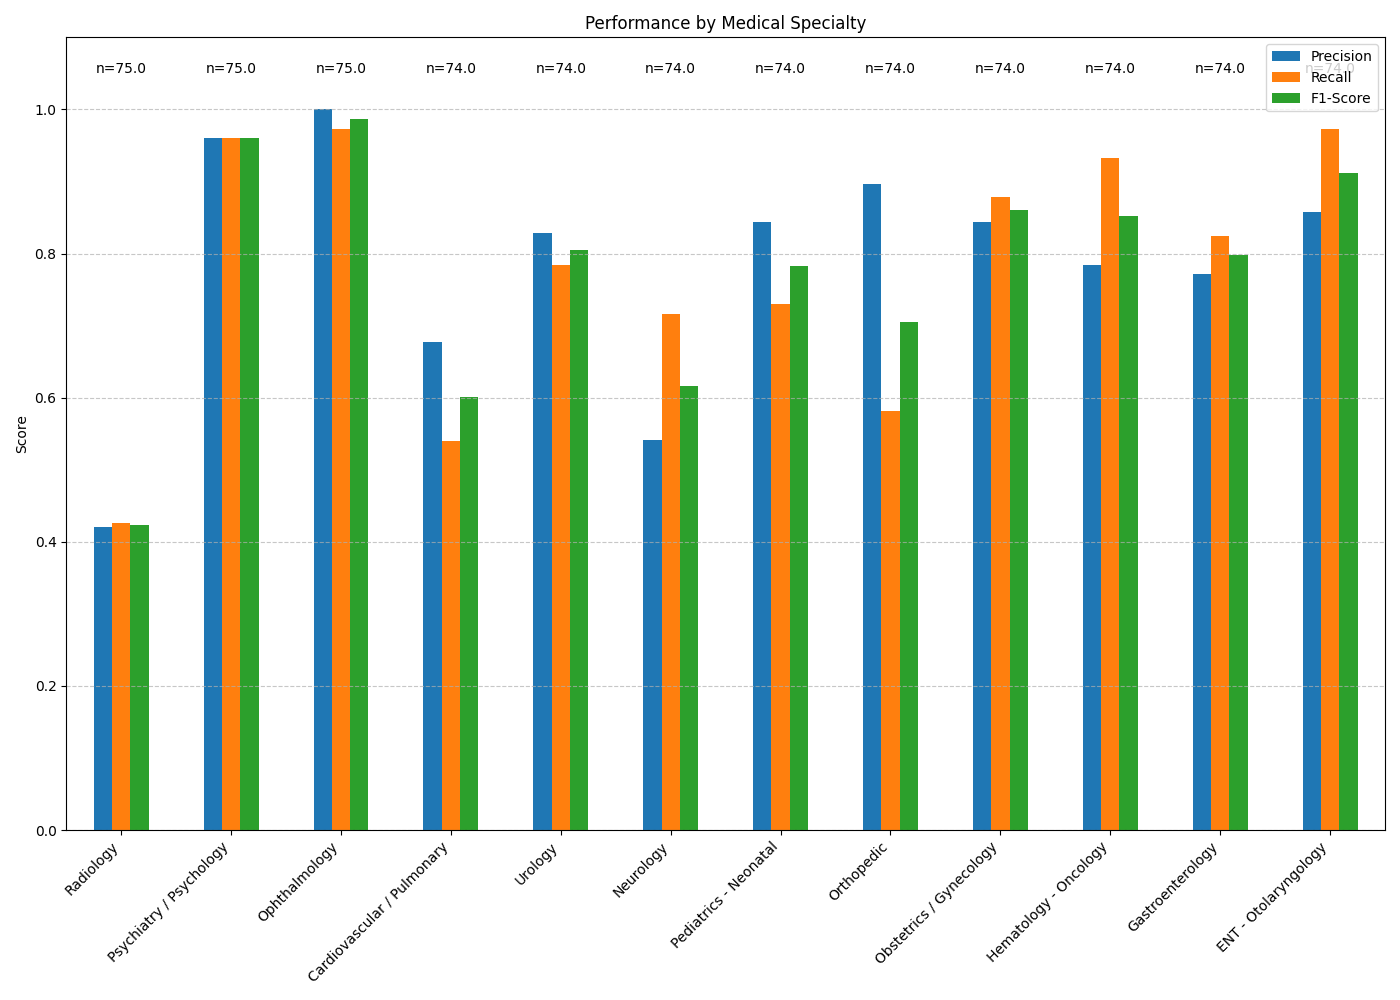 Performance by Medical Specialty
n=75.0 n=75.0 n=75.0 n=74.0 n=74.0 n=74.0 n=74.0 n=74.0 n=74.0 n=74.0 n=74.0 n=74.0
Precision
Recall
F1-Score
1.0
0.8
0.6
0.4
0.2
0.0
Score
Radiology
Psychiatry / Psychology
Ophthalmology
Cardiovascular / Pulmonary
Urology
Neurology
Pediatrics - Neonatal
Orthopedic
Obstetrics / Gynecology
Hematology - Oncology
Gastroenterology
ENT - Otolaryngology